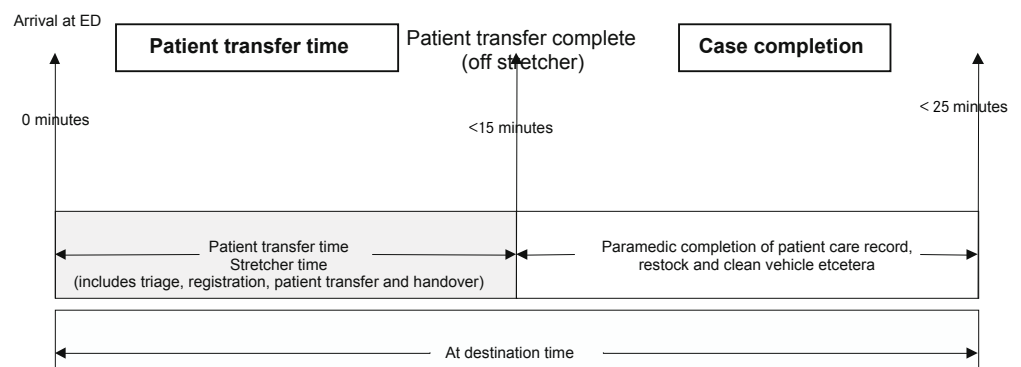 Arrival at ED
Patient transfer time
Patient transfer complete
(off stretcher)
Case completion
0 minutes
<15 minutes
< 25 minutes
Patient transfer time
Stretcher time
(includes triage, registration, patient transfer and handover)
Paramedic completion of patient care record,
restock and clean vehicle etcetera
At destination time